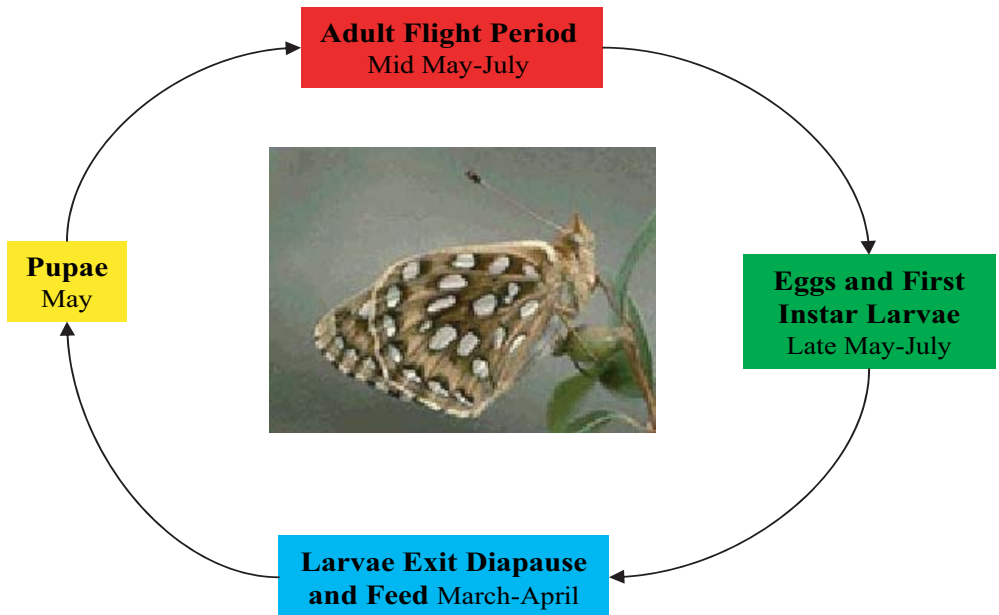 Adult Flight Period
Mid May-July
Pupae
May
Eggs and First
Instar Larvae
Late May-July
Larvae Exit Diapause
and Feed March-April